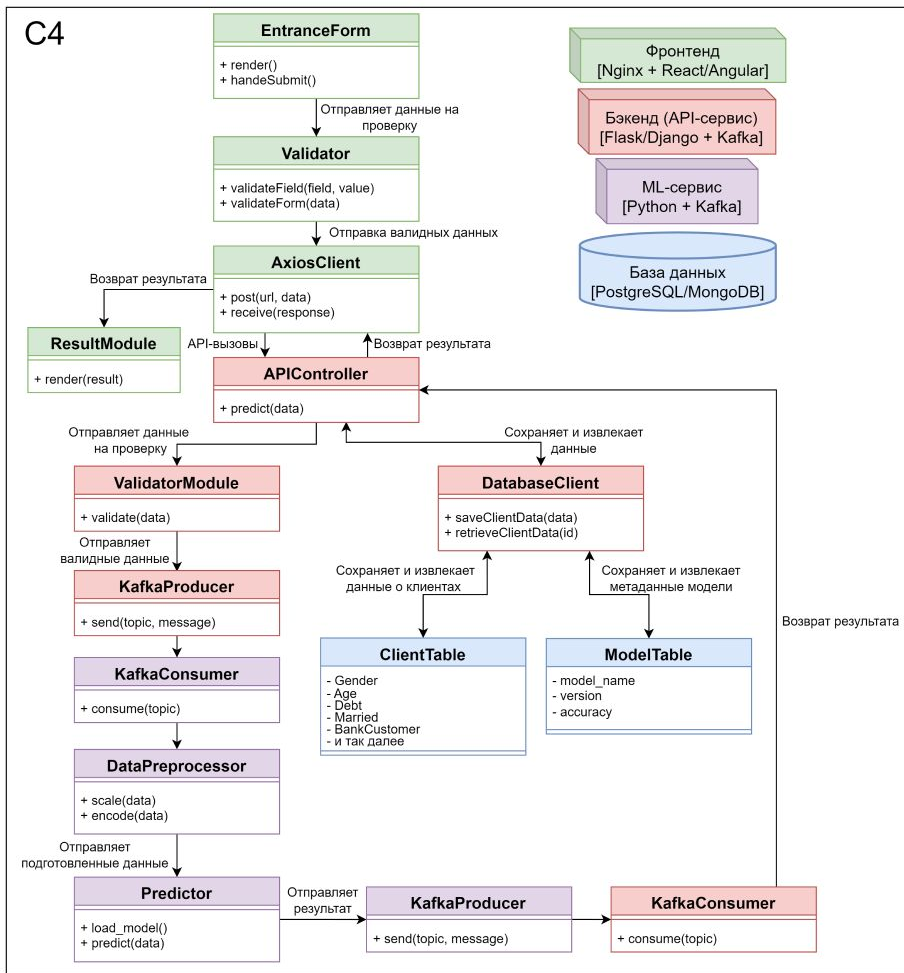 C4
EntranceForm
+ render()
+ handeSubmit()
Отправляет данные на
проверку
Validator
+ validateField(field, value)
+ validateForm(data)
Отправка валидных данных
AxiosClient
+ post(url, data)
+ receive(response)
Возврат результата
ResultModule
+ render(result)
API-вызовы
Возврат результата
APIController
+ predict(data)
Фронтенд
[Nginx + React/Angular]
Бэкенд (API-сервис)
[Flask/Django + Kafka]
ML-сервис
[Python + Kafka]
База данных
[PostgreSQL/MongoDB]
Отправляет данные
на проверку
ValidatorModule
+ validate(data)
Отправляет
валидные данные
KafkaProducer
+ send(topic, message)
KafkaConsumer
+ consume(topic)
DataPreprocessor
+ scale(data)
+ encode(data)
Отправляет
подготовленные данные
Predictor
+ load_model()
+ predict(data)
Отправляет
результат
KafkaProducer
+ send(topic, message)
KafkaConsumer
+ consume(topic)
Возврат результата
Сохраняет и извлекает
данные
DatabaseClient
+ saveClientData(data)
+ retrieveClientData(id)
Сохраняет и извлекает
данные о клиентах
Сохраняет и извлекает
метаданные модели
ClientTable
- Gender
- Age
- Debt
- Married
- BankCustomer
- и так далее
ModelTable
- model_name
- version
- accuracy